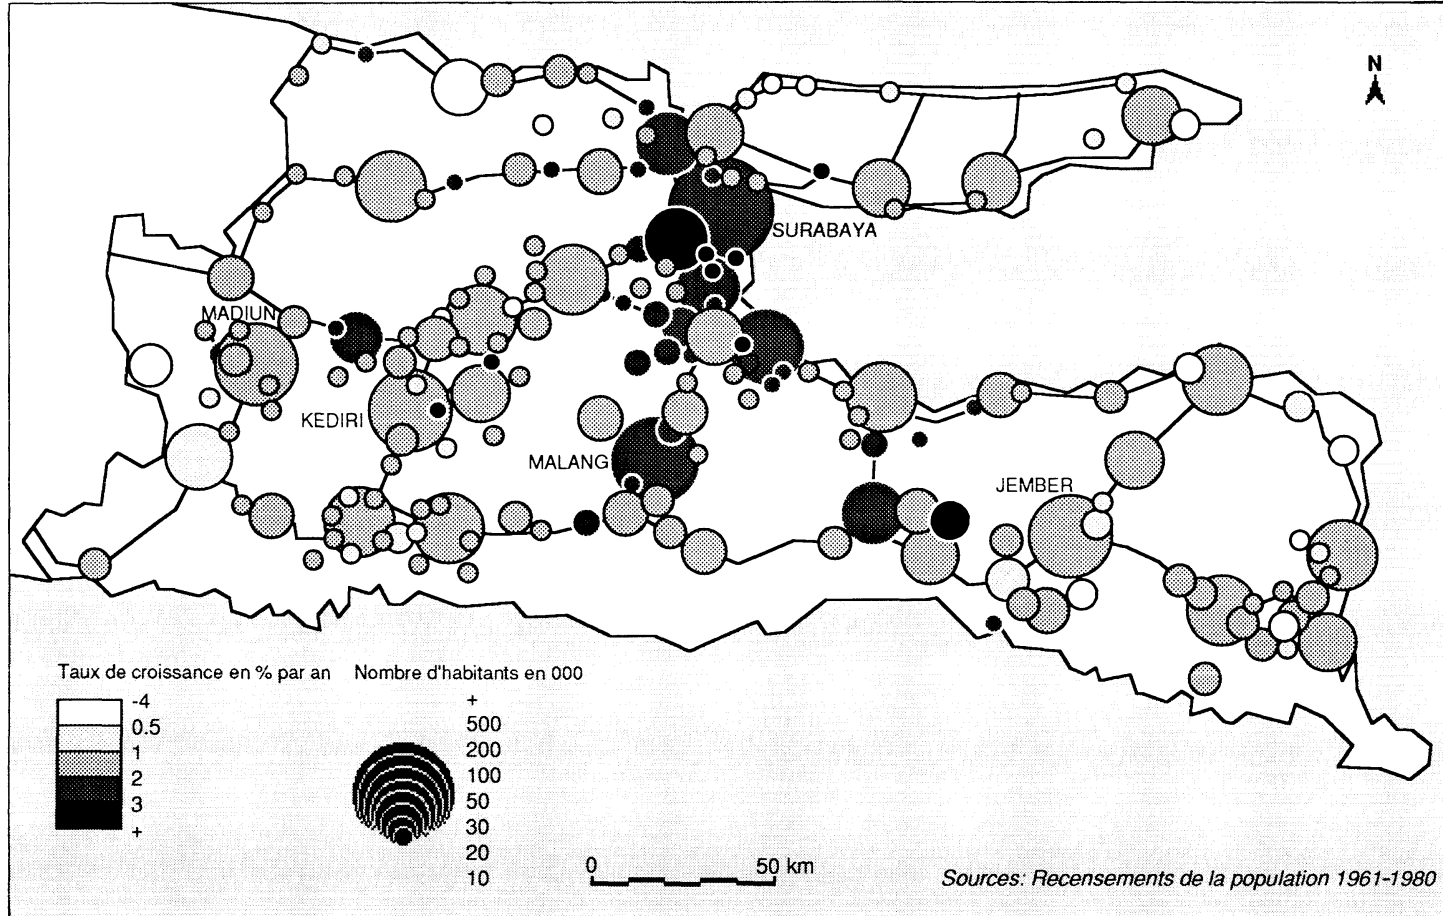 N
SURABAYA
MADIUN
KEDIRI
MALANG
JEMBER
Taux de croissance en % par an
-4
0.5
1
2
3
+
Nombre d'habitants en 000
+
500
200
100
50
30
20
10
0 50 km
Sources: Recensements de la population 1961-1980